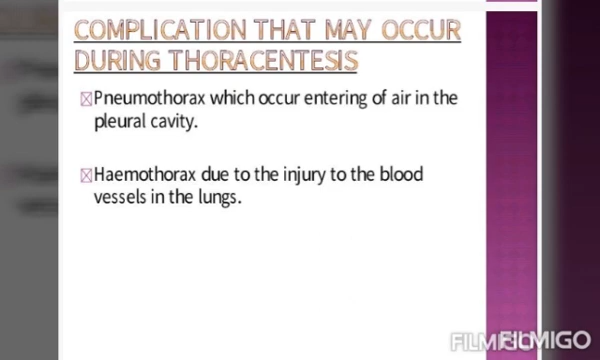 COMPLICATION THAT MAY OCCUR
DURING THORACENTESIS
Pneumothorax which occur entering of air in the
pleural cavity.
Haemothorax due to the injury to the blood
vessels in the lungs.
FILMIGO FILMIGO